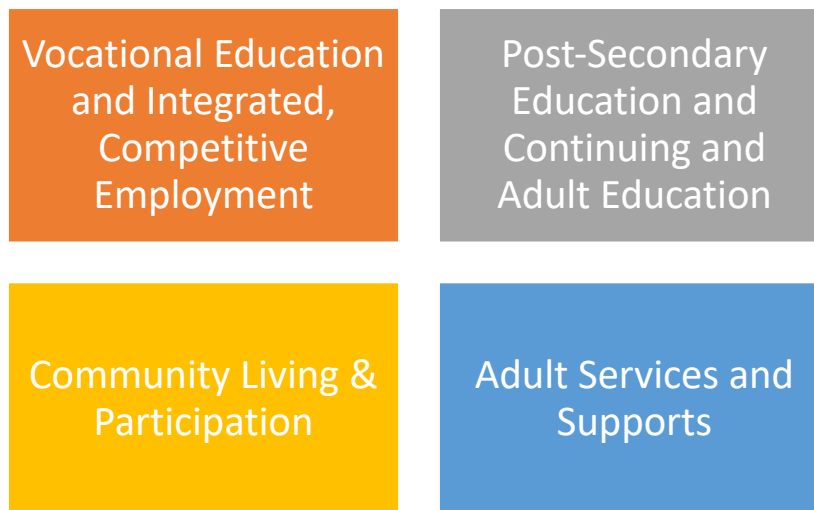 Vocational Education
and Integrated,
Competitive
Employment
Post-Secondary
Education and
Continuing and
Adult Education
Community Living &
Participation
Adult Services and
Supports